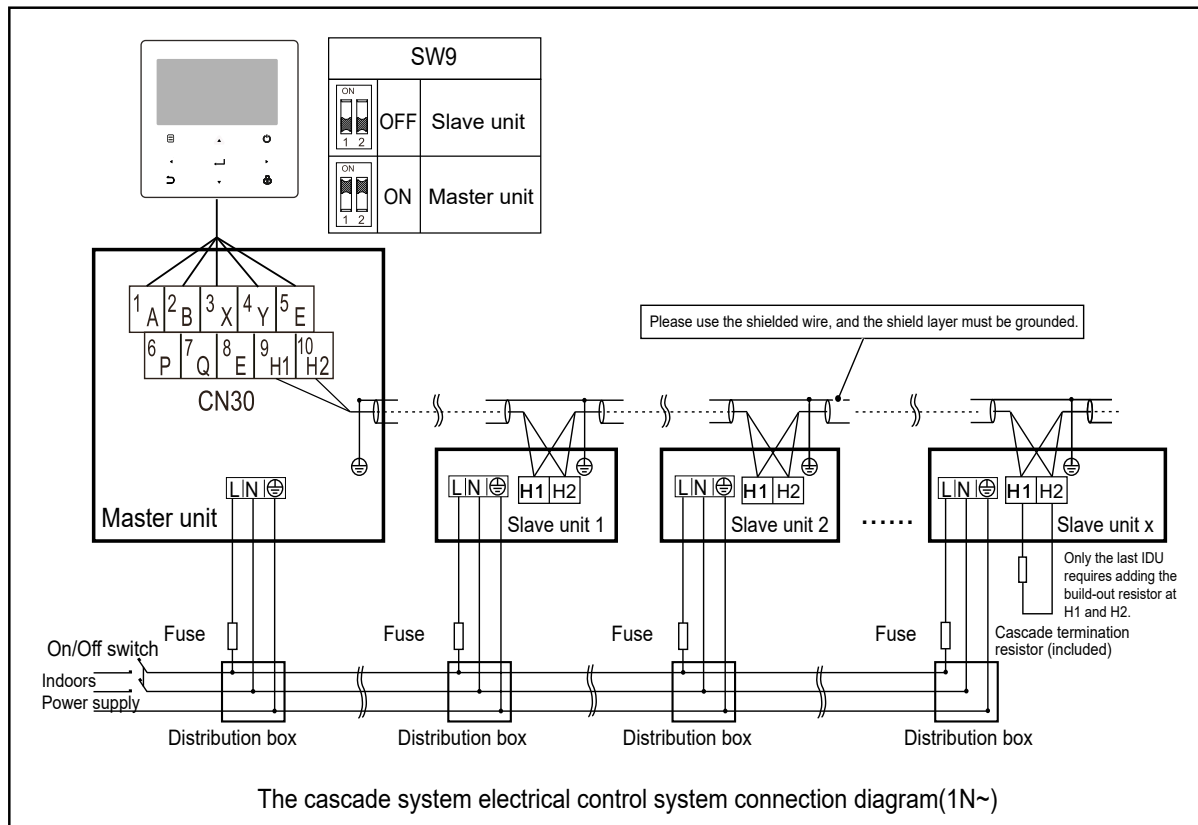 SW9
ON
1 2
OFF
Slave unit
ON
1 2
ON
Master unit
1 A 2 B 3 X 4 Y 5 E
6 P 7 Q 8 E 9 H1 10 H2
CN30
Please use the shielded wire, and the shield layer must be grounded.
L N
Master unit
L N
H1 H2
Slave unit 1
L N
H1 H2
Slave unit 2
......
L N
H1 H2
Slave unit x
Only the last IDU
requires adding the
build-out resistor at
H1 and H2.
Cascade termination
resistor (included)
Fuse
Fuse
Fuse
Fuse
On/Off switch
Indoors
Power supply
Distribution box
Distribution box
Distribution box
Distribution box
The cascade system electrical control system connection diagram(1N~)